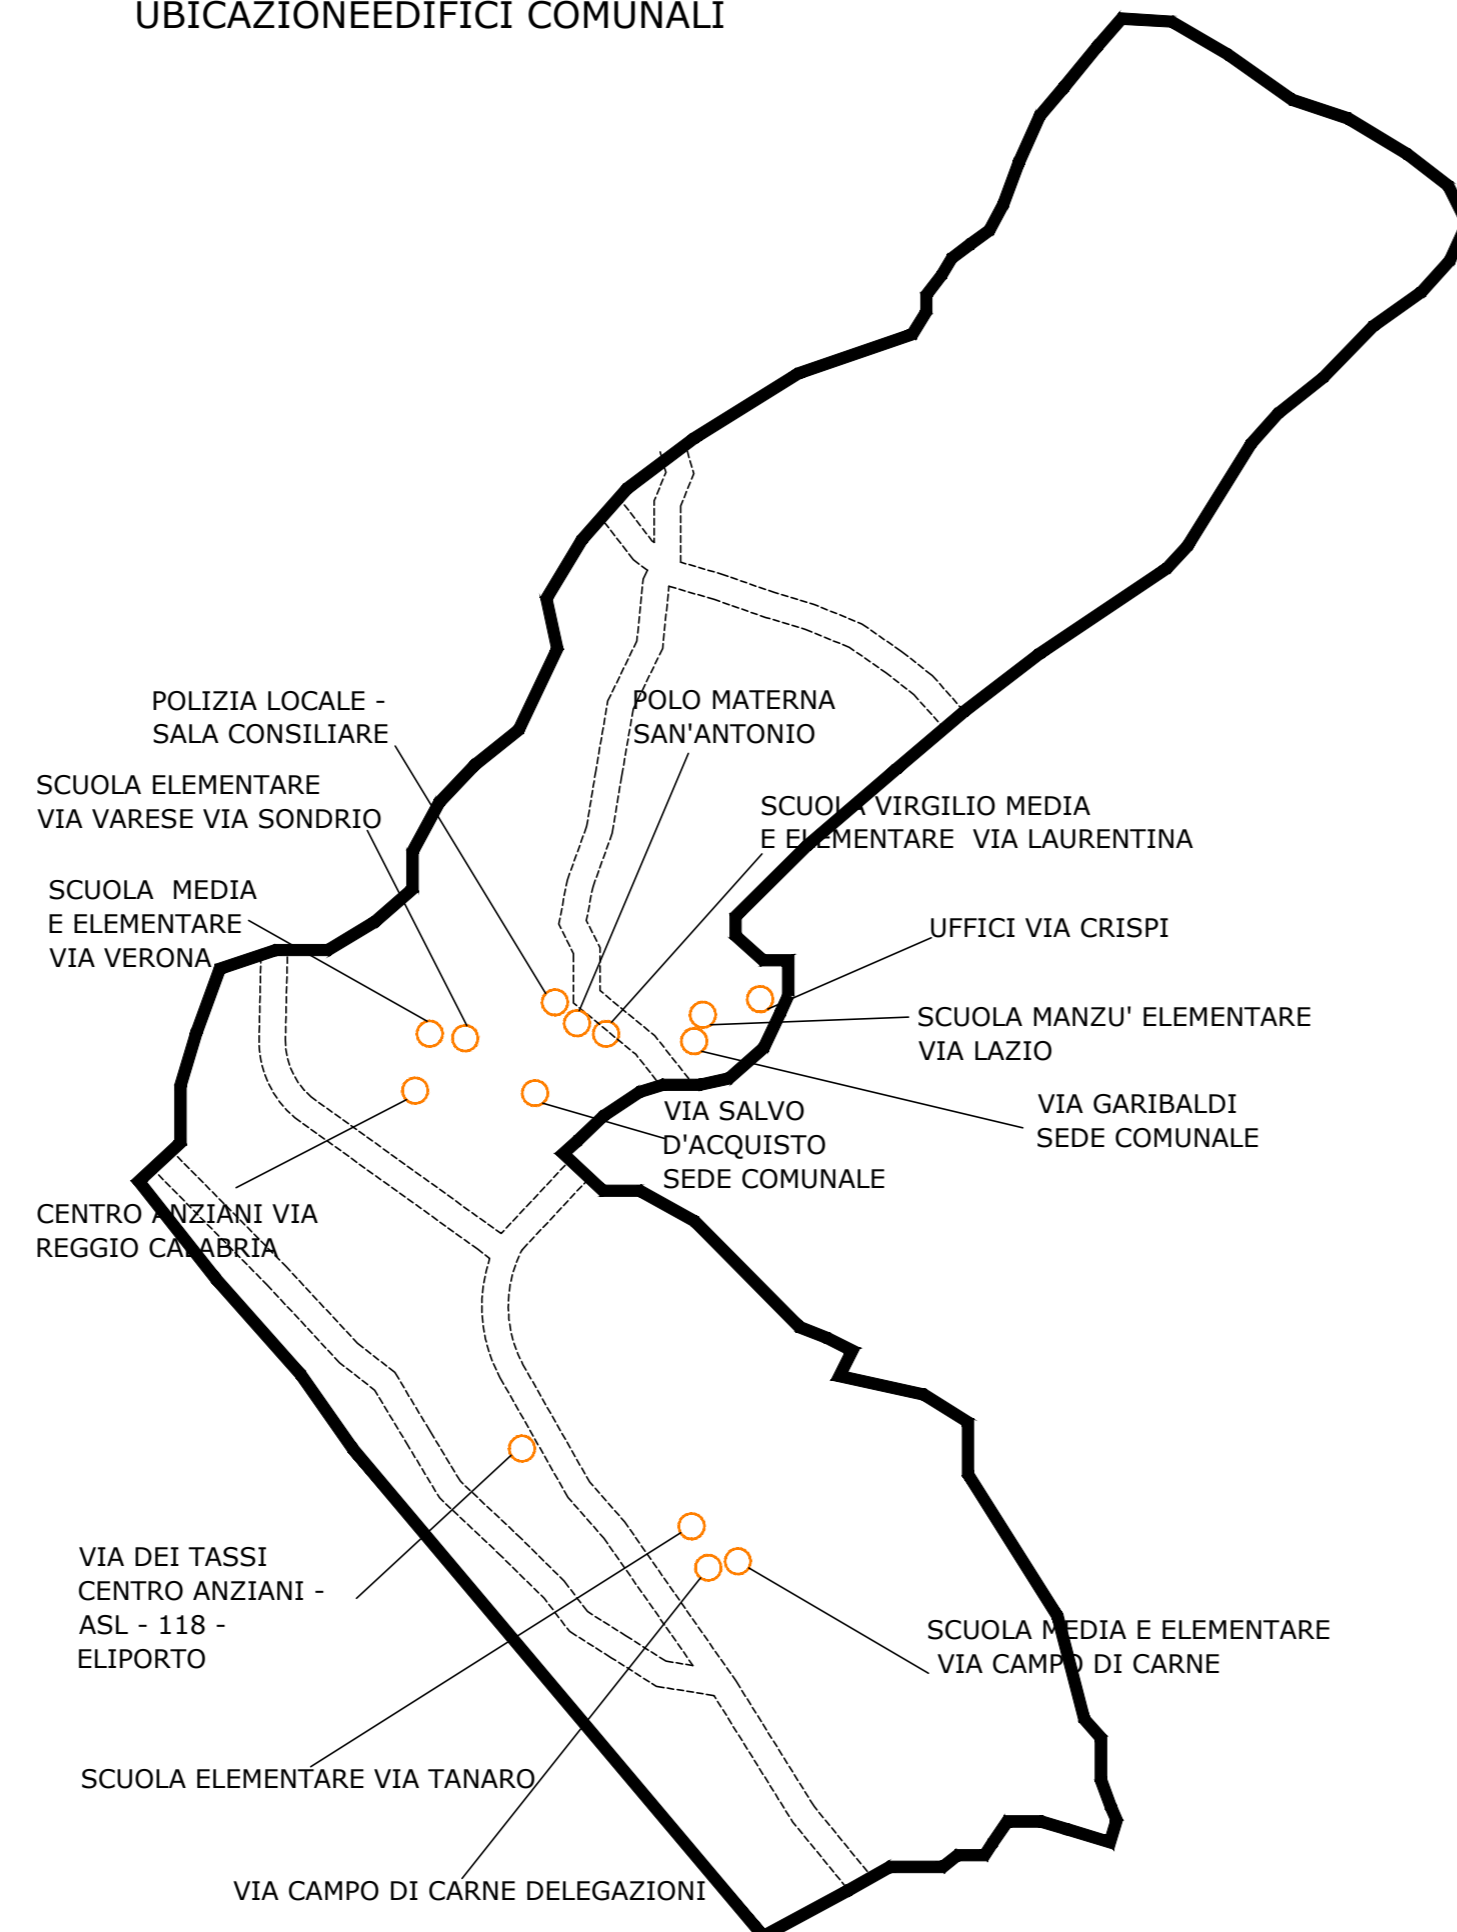 UBICAZIONEEDIFICI COMUNALI
POLIZIA LOCALE -
SALA CONSILIARE
POLO MATERNA
SAN'ANTONIO
SCUOLA ELEMENTARE
VIA VARESE VIA SONDRIO
SCUOLA VIRGILIO MEDIA
E ELEMENTARE VIA LAURENTINA
SCUOLA MEDIA
E ELEMENTARE
VIA VERONA
UFFICI VIA CRISPI
SCUOLA MANZU' ELEMENTARE
VIA LAZIO
VIA GARIBALDI
SEDE COMUNALE
VIA SALVO
D'ACQUISTO
SEDE COMUNALE
CENTRO ANZIANI VIA
REGGIO CALABRIA
VIA DEI TASSI
CENTRO ANZIANI -
ASL - 118 -
ELIPORTO
SCUOLA MEDIA E ELEMENTARE
VIA CAMPO DI CARNE
SCUOLA ELEMENTARE VIA TANARO
VIA CAMPO DI CARNE DELEGAZIONI